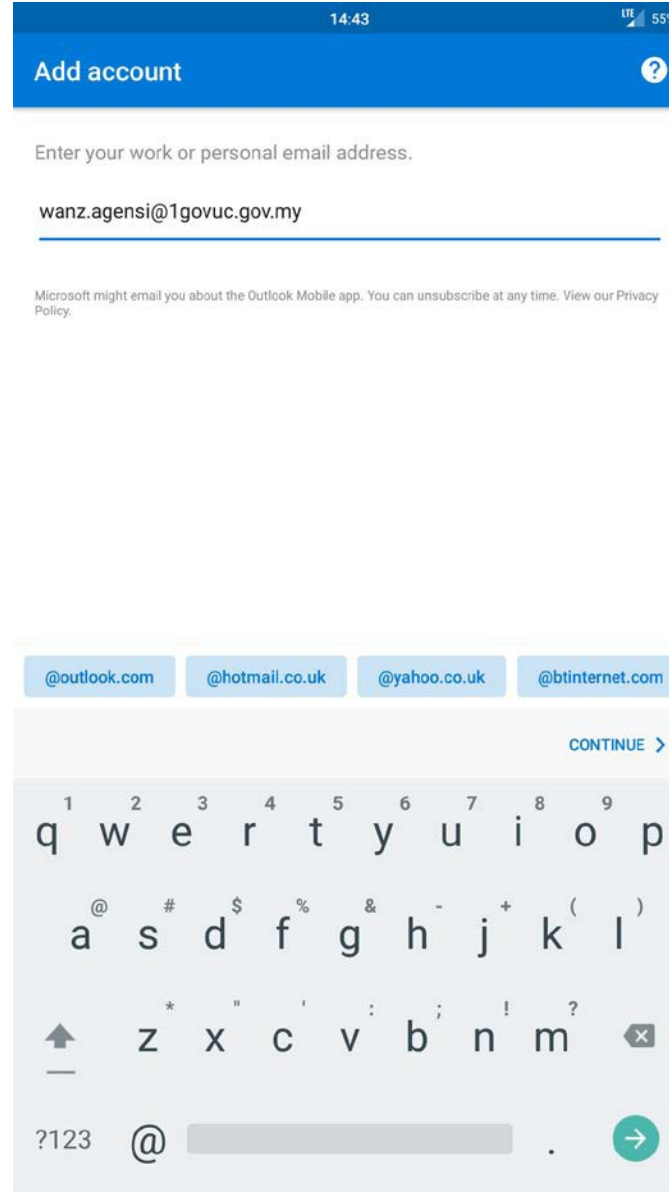 14:43 LTE 55%
Add account ?
Enter your work or personal email address.
wanz.agensi@1govuc.gov.my
Microsoft might email you about the Outlook Mobile app. You can unsubscribe at any time. View our Privacy
Policy.
@outlook.com @hotmail.co.uk @yahoo.co.uk @btinternet.com
CONTINUE >
1 2 3 4 5 6 7 8 9
q w e r t y u i o p
@ # $ % & - + ( )
a s d f g h j k l
* " ' : ; ! ?
z x c v b n m
?123 @ .